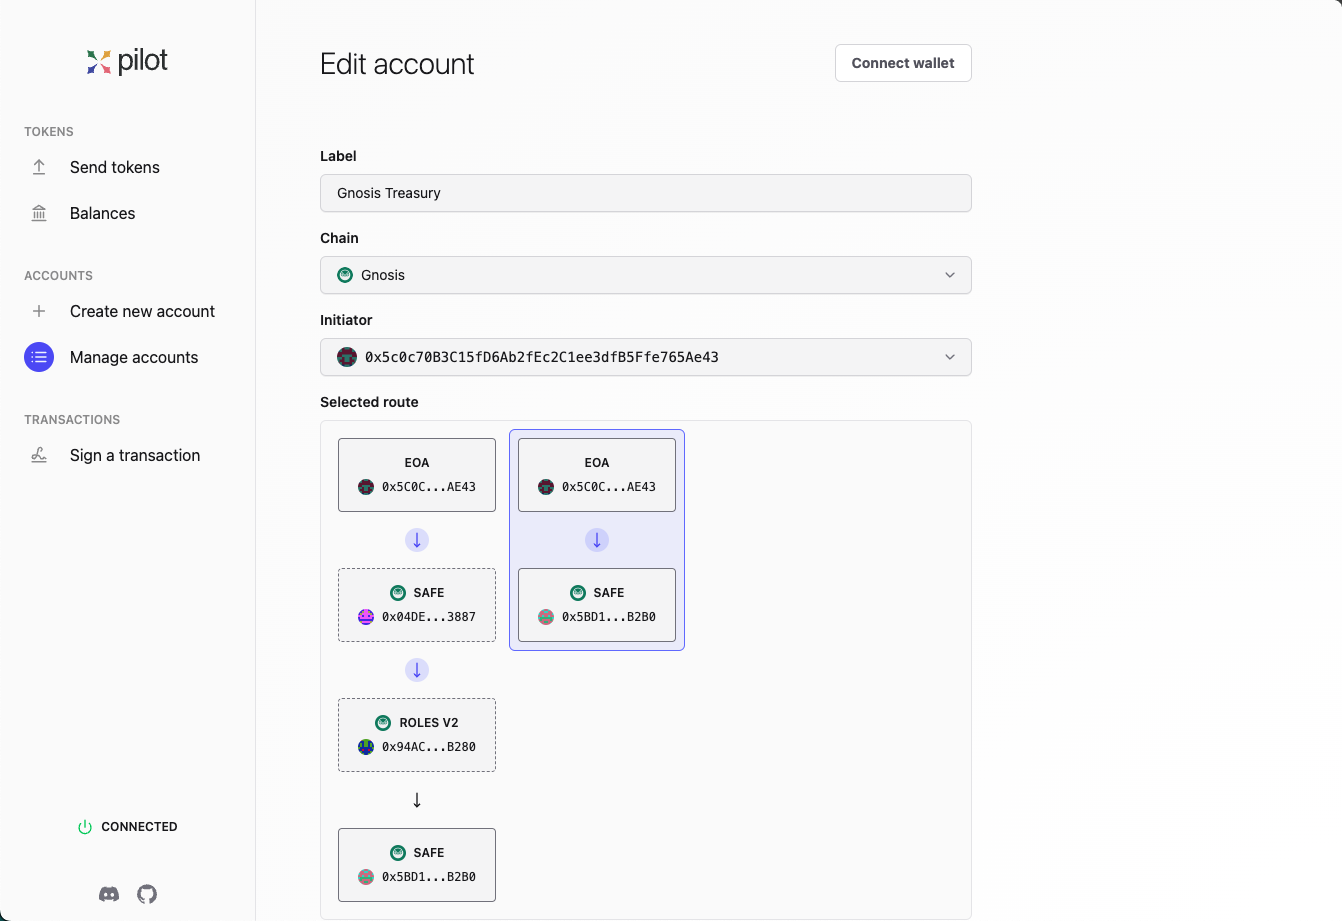 pilot
TOKENS
Send tokens
Balances
ACCOUNTS
Create new account
Manage accounts
TRANSACTIONS
Sign a transaction
CONNECTED
Edit account
Connect wallet
Label
Gnosis Treasury
Chain
Gnosis
Initiator
0x5c0c70B3C15fD6Ab2fEc2C1ee3dfB5Ffe765Ae43
Selected route
EOA
0x5C0C...AE43
SAFE
0x04DE...3887
ROLES V2
0x94AC...B280
SAFE
0x5BD1...B2B0
EOA
0x5C0C...AE43
SAFE
0x5BD1...B2B0